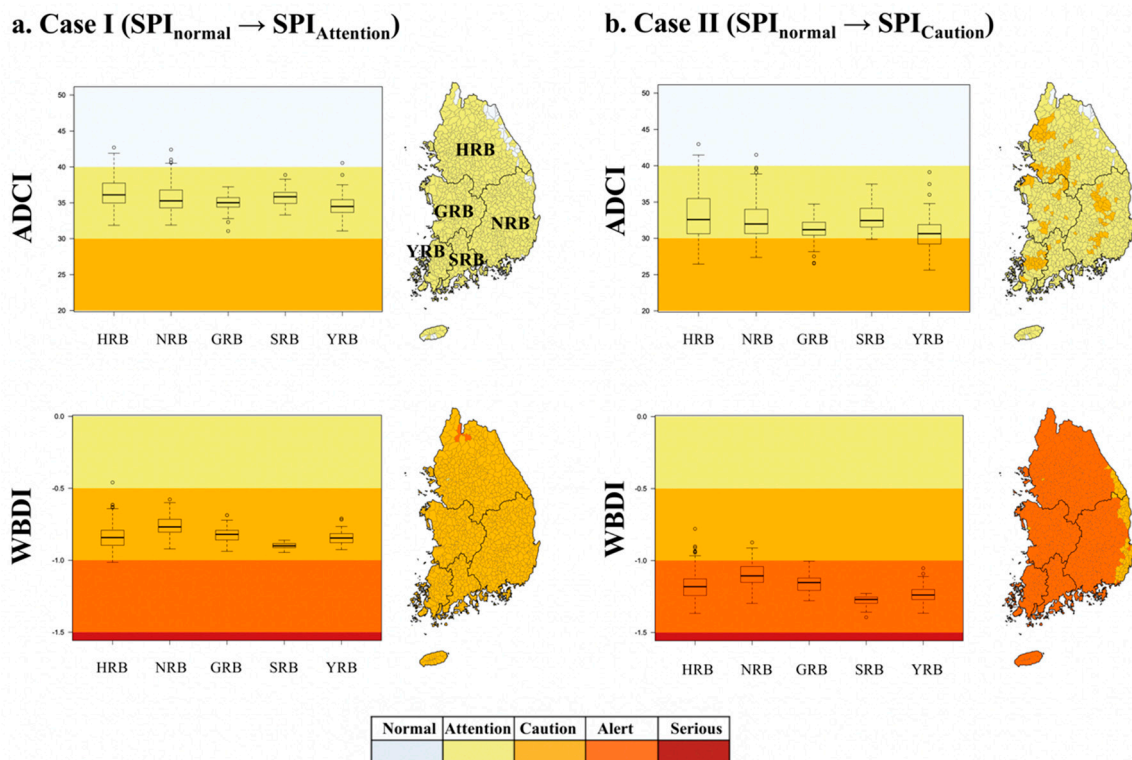 a. Case I (SPInormal → SPIAttention)
b. Case II (SPInormal → SPICaution)
ADCI
50
45
40
35
30
25
20
HRB NRB GRB SRB YRB
HRB
GRB
NRB
YRB
SRB
ADCI
50
45
40
35
30
25
20
HRB NRB GRB SRB YRB
WBDI
0.0
-0.5
-1.0
-1.5
HRB NRB GRB SRB YRB
WBDI
0.0
-0.5
-1.0
-1.5
HRB NRB GRB SRB YRB
Normal Attention Caution Alert Serious